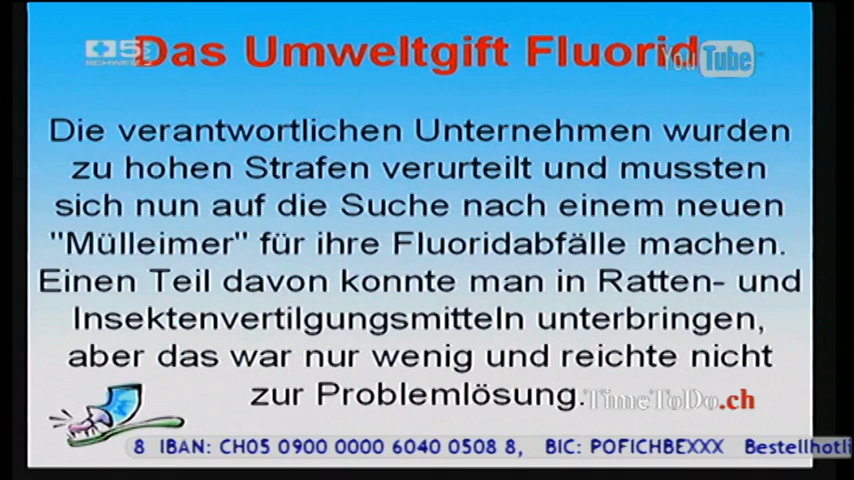 Das Umweltgift Fluorid
5
SCHWEIZ
YouTube
Die verantwortlichen Unternehmen wurden
zu hohen Strafen verurteilt und mussten
sich nun auf die Suche nach einem neuen
"Mülleimer" für ihre Fluoridabfälle machen.
Einen Teil davon konnte man in Ratten- und
Insektenvertilgungsmitteln unterbringen,
aber das war nur wenig und reichte nicht
zur Problemlösung.
TimeToDo.ch
8 IBAN: CH05 0900 0000 6040 0508 8, BIC: POFICHBEXXX Bestellhotli